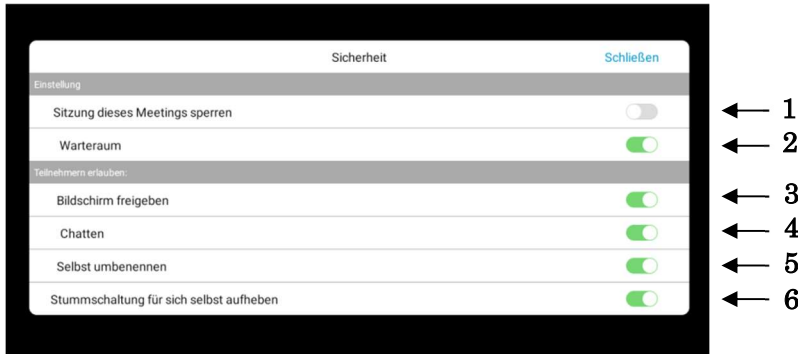 Sicherheit Schließen
Einstellung
Sitzung dieses Meetings sperren 1
Warteraum 2
Teilnehmern erlauben:
Bildschirm freigeben 3
Chatten 4
Selbst umbenennen 5
Stummschaltung für sich selbst aufheben 6